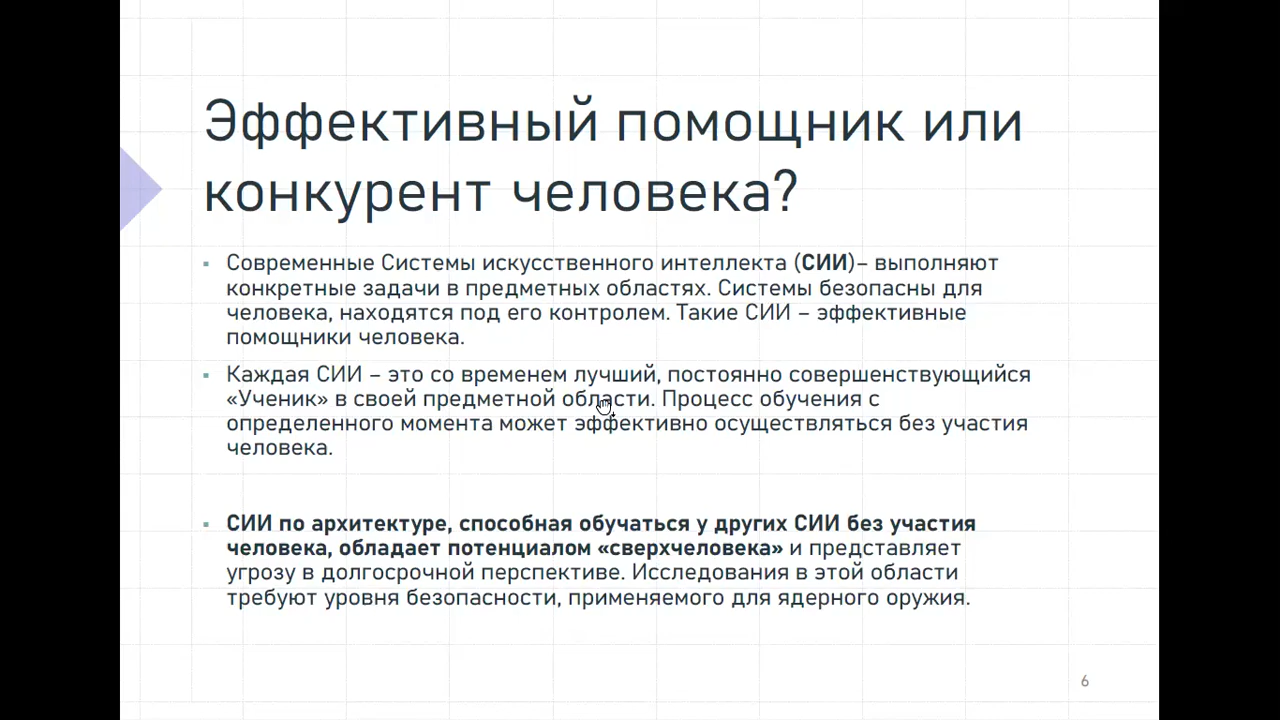 Эффективный помощник или
конкурент человека?
▪ Современные Системы искусственного интеллекта (СИИ)– выполняют
конкретные задачи в предметных областях. Системы безопасны для
человека, находятся под его контролем. Такие СИИ – эффективные
помощники человека.
▪ Каждая СИИ – это со временем лучший, постоянно совершенствующийся
«Ученик» в своей предметной области. Процесс обучения с
определенного момента может эффективно осуществляться без участия
человека.
▪ СИИ по архитектуре, способная обучаться у других СИИ без участия
человека, обладает потенциалом «сверхчеловека» и представляет
угрозу в долгосрочной перспективе. Исследования в этой области
требуют уровня безопасности, применяемого для ядерного оружия.
6